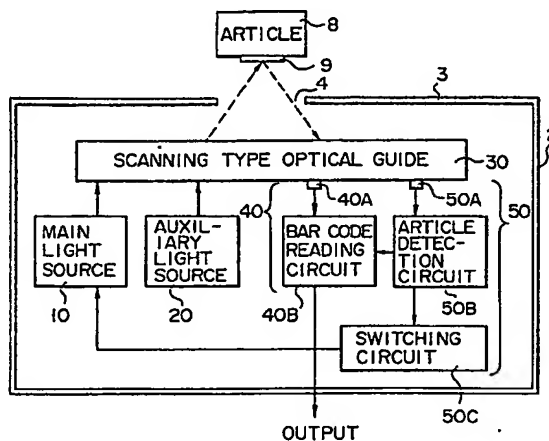 ARTICLE
8
9
4
3
2
SCANNING TYPE OPTICAL GUIDE
30
40
40A
50A
50
MAIN
LIGHT
SOURCE
10
AUXIL-
IARY
LIGHT
SOURCE
20
BAR CODE
READING
CIRCUIT
40B
ARTICLE
DETEC-
TION
CIRCUIT
50B
SWITCHING
CIRCUIT
50C
OUTPUT